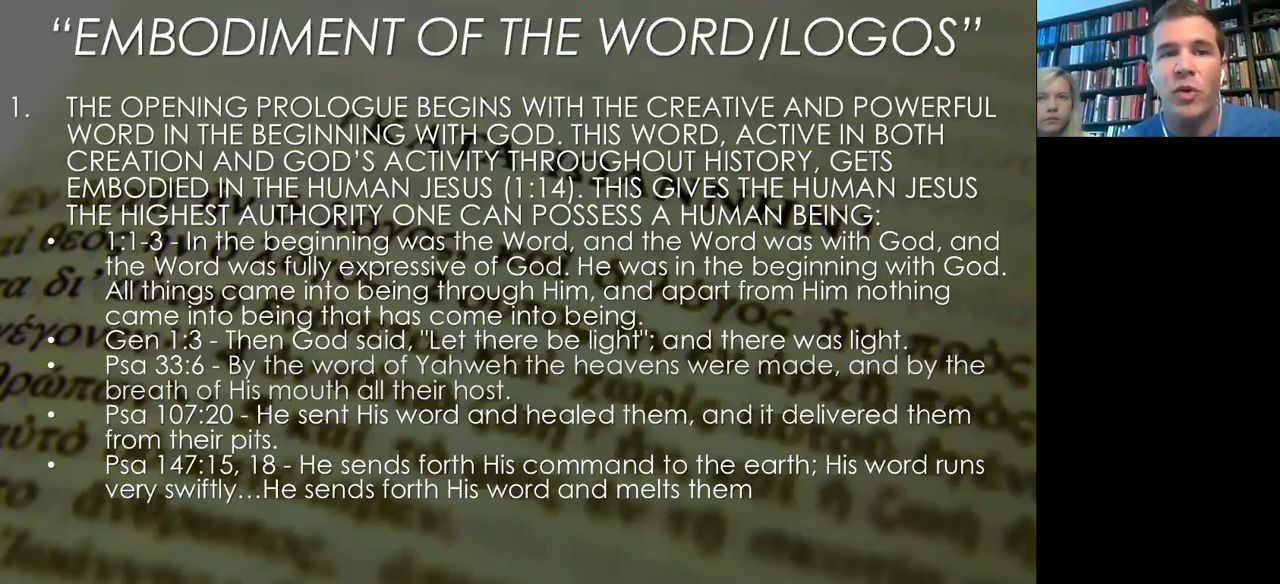 “EMBODIMENT OF THE WORD/LOGOS”
1. THE OPENING PROLOGUE BEGINS WITH THE CREATIVE AND POWERFUL
WORD IN THE BEGINNING WITH GOD. THIS WORD, ACTIVE IN BOTH
CREATION AND GOD’S ACTIVITY THROUGHOUT HISTORY, GETS
EMBODIED IN THE HUMAN JESUS (1:14). THIS GIVES THE HUMAN JESUS
THE HIGHEST AUTHORITY ONE CAN POSSESS A HUMAN BEING:
• 1:1-3 - In the beginning was the Word, and the Word was with God, and
the Word was fully expressive of God. He was in the beginning with God.
All things came into being through Him, and apart from Him nothing
came into being that has come into being.
• Gen 1:3 - Then God said, "Let there be light"; and there was light.
• Psa 33:6 - By the word of Yahweh the heavens were made, and by the
breath of His mouth all their host.
• Psa 107:20 - He sent His word and healed them, and it delivered them
from their pits.
• Psa 147:15, 18 - He sends forth His command to the earth; His word runs
very swiftly…He sends forth His word and melts them